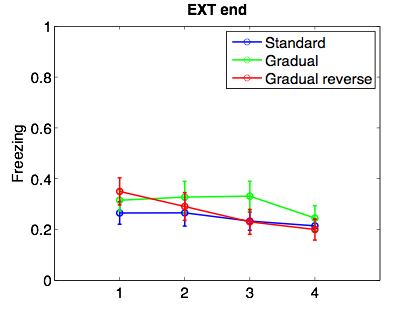 EXT end
Standard
Gradual
Gradual reverse
Freezing
1
0.8
0.6
0.4
0.2
0
1 2 3 4